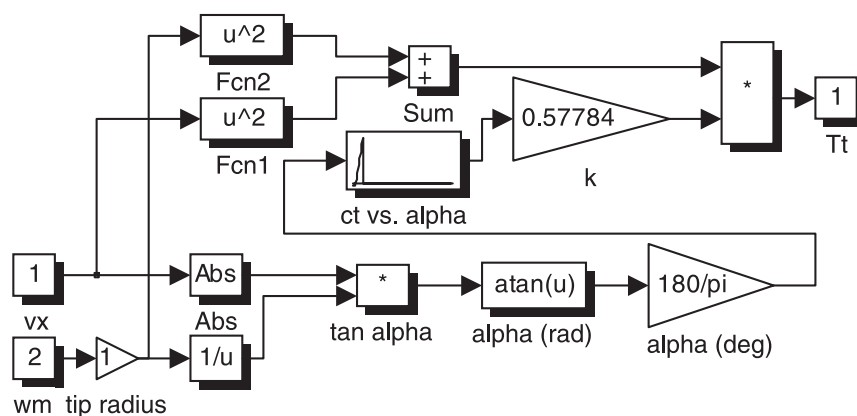 u^2
Fcn2
+
+
Sum
*
1
Tt
u^2
Fcn1
0.57784
k
ct vs. alpha
1
vx
Abs
Abs
*
tan alpha
atan(u)
alpha (rad)
180/pi
alpha (deg)
2
wm
1
tip radius
1/u